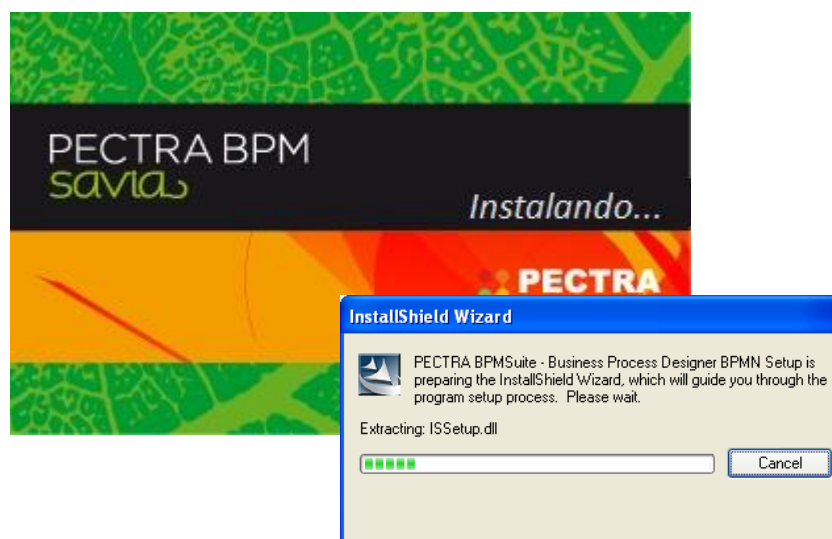 PECTRA BPM
savia
Instalando...
PECTRA
InstallShield Wizard
PECTRA BPMSuite - Business Process Designer BPMN Setup is
preparing the InstallShield Wizard, which will guide you through the
program setup process. Please wait.
Extracting: ISSetup.dll
Cancel